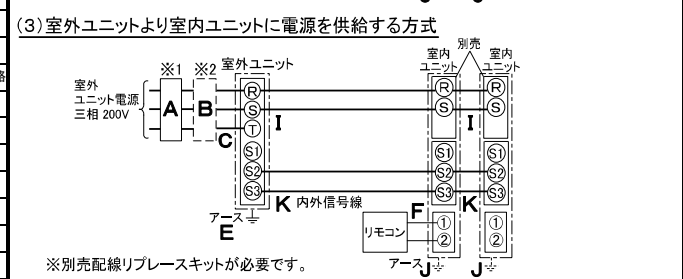 (3)室外ユニットより室内ユニットに電源を供給する方式
※1 ※2 室外ユニット
室内ユニット 別売 室内ユニット
室外
ユニット電源
三相 200V
A B C
R S T S1 S2 S3
I
R S S1 S2 S3
I
R S S1 S2 S3
K 内外信号線
K
アース
E
F
リモコン
① ②
① ②
アース J J
※別売配線リプレースキットが必要です。